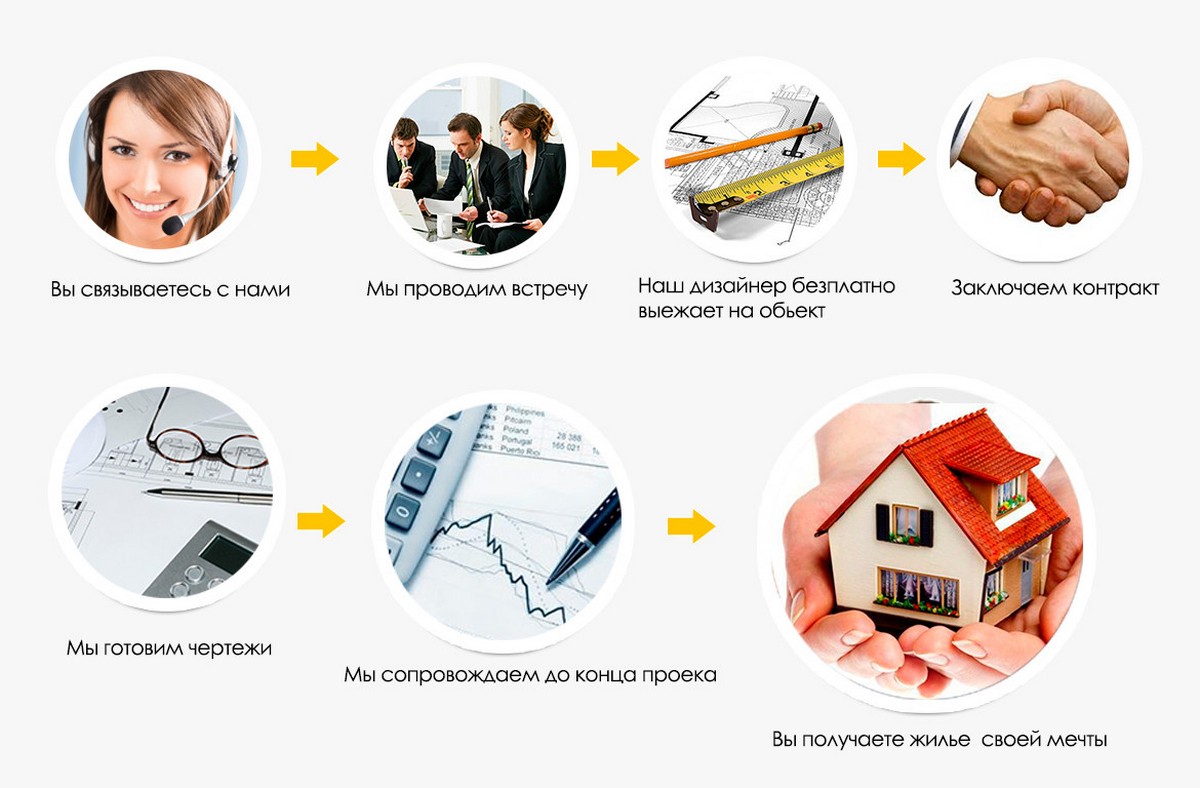 Вы связываетесь с нами
Мы проводим встречу
Наш дизайнер безплатно
выежает на обьект
Заключаем контракт
Philippines
Pitcairn
Poland
28 388
Portugal
165 021
Puerto Rico
Мы готовим чертежи
Мы сопровождаем до конца проека
Вы получаете жилье своей мечты